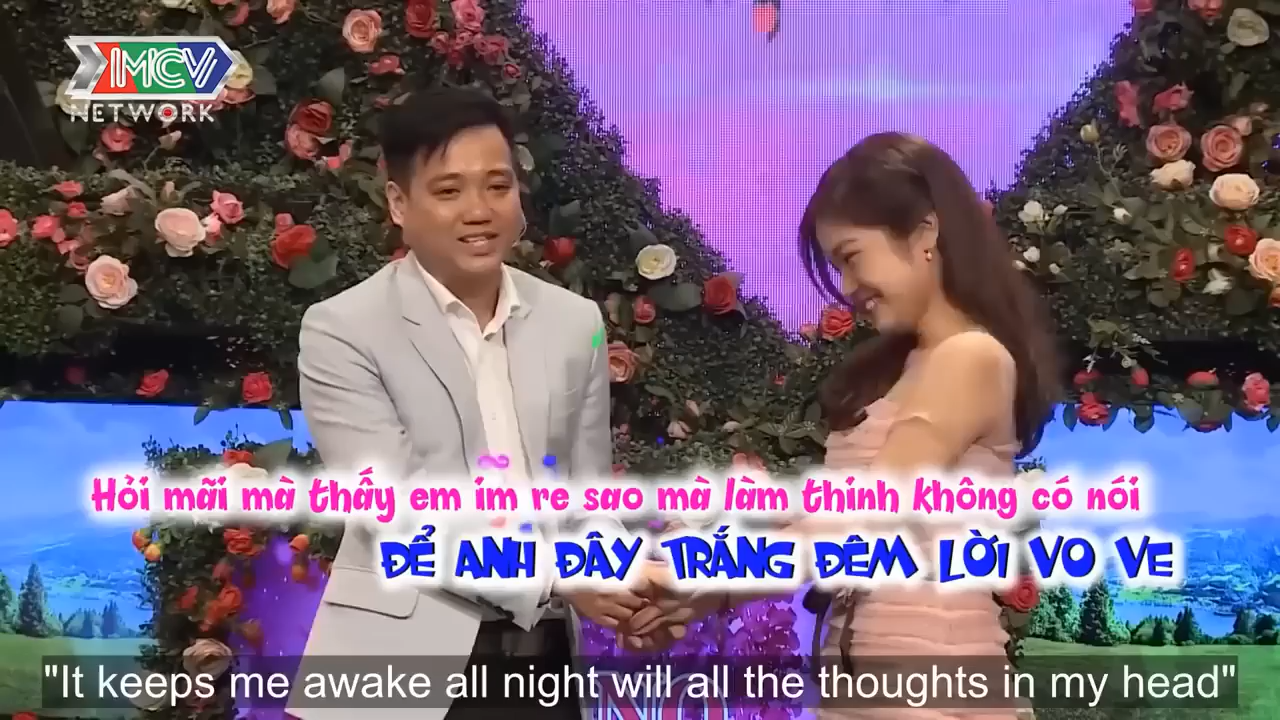 MCV
NETWORK
Hỏi mãi mà thấy em im re sao mà làm thinh không có nói
ĐỂ ANH ĐÂY TRẮNG ĐÊM LỜI VO VE
"It keeps me awake all night will all the thoughts in my head"